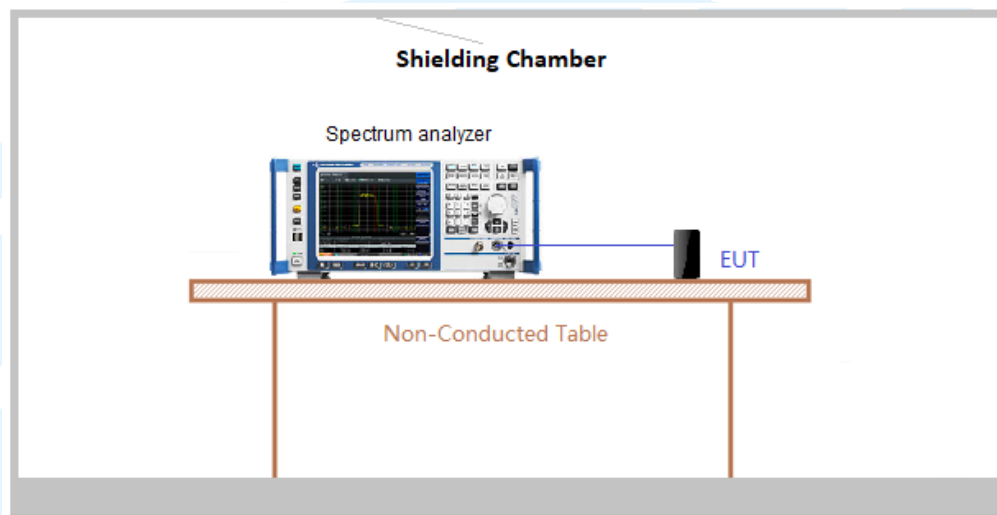 Shielding Chamber
Spectrum analyzer
EUT
Non-Conducted Table